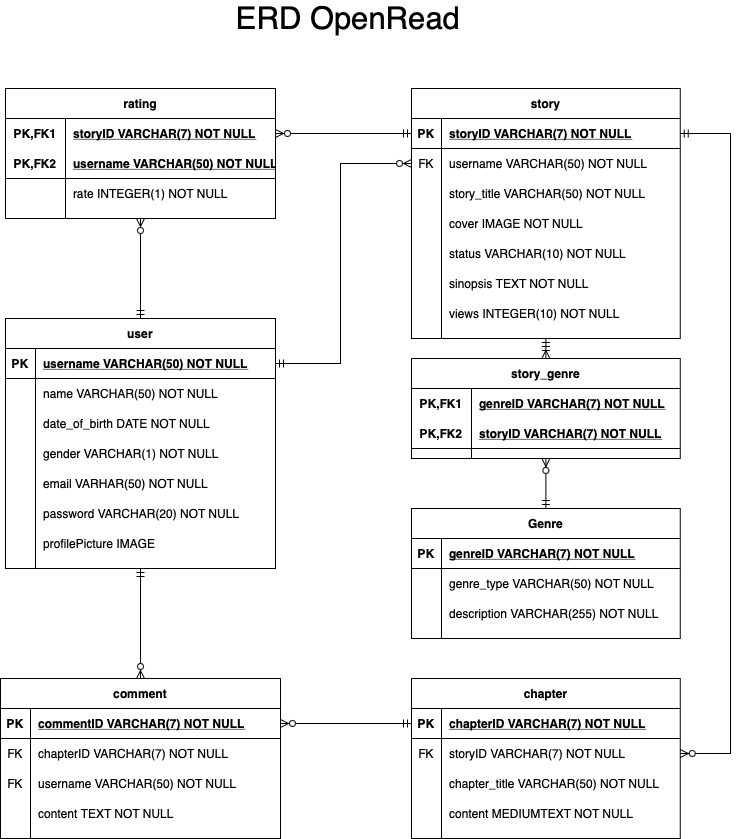 ERD OpenRead
rating
PK,FK1 storyID VARCHAR(7) NOT NULL
PK,FK2 username VARCHAR(50) NOT NULL
rate INTEGER(1) NOT NULL
story
PK storyID VARCHAR(7) NOT NULL
FK username VARCHAR(50) NOT NULL
story_title VARCHAR(50) NOT NULL
cover IMAGE NOT NULL
status VARCHAR(10) NOT NULL
sinopsis TEXT NOT NULL
views INTEGER(10) NOT NULL
user
PK username VARCHAR(50) NOT NULL
name VARCHAR(50) NOT NULL
date_of_birth DATE NOT NULL
gender VARCHAR(1) NOT NULL
email VARHAR(50) NOT NULL
password VARCHAR(20) NOT NULL
profilePicture IMAGE
story_genre
PK,FK1 genreID VARCHAR(7) NOT NULL
PK,FK2 storyID VARCHAR(7) NOT NULL
Genre
PK genreID VARCHAR(7) NOT NULL
genre_type VARCHAR(50) NOT NULL
description VARCHAR(255) NOT NULL
comment
PK commentID VARCHAR(7) NOT NULL
FK chapterID VARCHAR(7) NOT NULL
FK username VARCHAR(50) NOT NULL
content TEXT NOT NULL
chapter
PK chapterID VARCHAR(7) NOT NULL
FK storyID VARCHAR(7) NOT NULL
chapter_title VARCHAR(50) NOT NULL
content MEDIUMTEXT NOT NULL